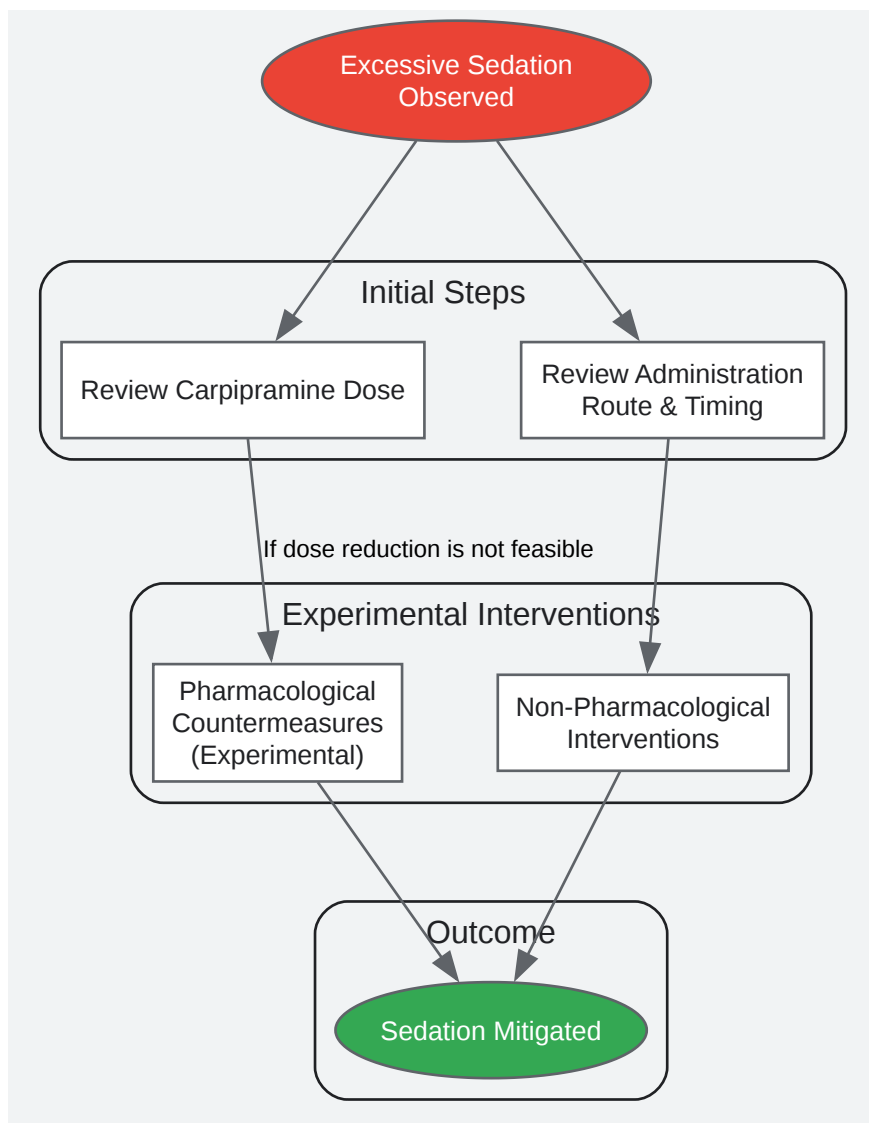 Excessive Sedation
Observed
Initial Steps
Review Carpipramine Dose
Review Administration
Route & Timing
If dose reduction is not feasible
Experimental Interventions
Pharmacological
Countermeasures
(Experimental)
Non-Pharmacological
Interventions
Outcome
Sedation Mitigated